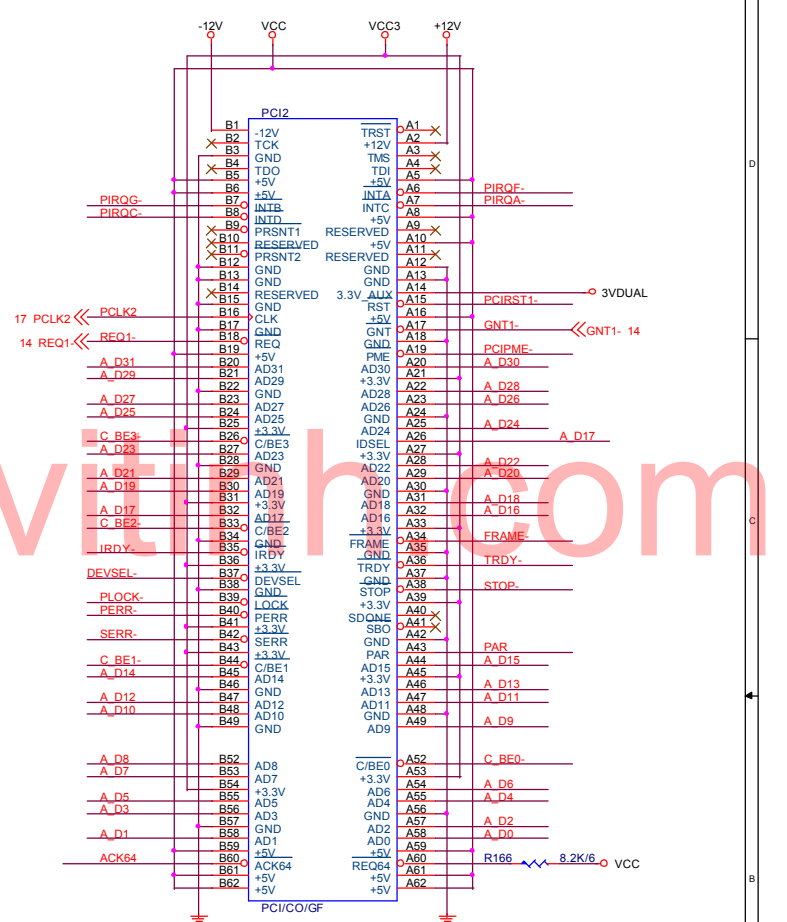 -12V VCC VCC3 +12V
PCI2
B1 -12V TRST A1
B2 TCK +12V A2
B3 GND TMS A3
B4 TDO TDI A4
B5 +5V +5V A5
B6 +5V INTA A6 PIRQF-
PIRQG- B7 INTB INTC A7 PIRQA-
PIRQC- B8 INTD +5V A8
B9 PRSNT1 RESERVED A9
B10 RESERVED +5V A10
B11 PRSNT2 RESERVED A11
B12 GND GND A12
B13 GND GND A13
B14 RESERVED 3.3V_AUX A14 3VDUAL
B15 GND RST A15 PCIRST1-
17 PCLK2 PCLK2 B16 CLK +5V A16
B17 GND GNT A17 GNT1- GNT1- 14
14 REQ1- REQ1- B18 REQ GND A18
B19 +5V PME A19 PCIPME-
A_D31 B20 AD31 AD30 A20 A_D30
A_D29 B21 AD29 +3.3V A21
B22 GND AD28 A22 A_D28
A_D27 B23 AD27 AD26 A23 A_D26
A_D25 B24 AD25 GND A24
B25 +3.3V AD24 A25 A_D24
C_BE3- B26 C/BE3 IDSEL A26 A_D17
A_D23 B27 AD23 +3.3V A27
B28 GND AD22 A28 A_D22
A_D21 B29 AD21 AD20 A29 A_D20
A_D19 B30 AD19 GND A30
B31 +3.3V AD18 A31 A_D18
A_D17 B32 AD17 AD16 A32 A_D16
C_BE2- B33 C/BE2 +3.3V A33
B34 GND FRAME A34 FRAME-
IRDY- B35 IRDY GND A35
B36 +3.3V TRDY A36 TRDY-
DEVSEL- B37 DEVSEL GND A37
B38 GND STOP A38 STOP-
PLOCK- B39 LOCK +3.3V A39
PERR- B40 PERR SDONE A40
B41 +3.3V SBO A41
SERR- B42 SERR GND A42
B43 +3.3V PAR A43 PAR
C_BE1- B44 C/BE1 AD15 A44 A_D15
A_D14 B45 AD14 +3.3V A45
B46 GND AD13 A46 A_D13
A_D12 B47 AD12 AD11 A47 A_D11
A_D10 B48 AD10 GND A48
B49 GND AD9 A49 A_D9
A_D8 B52 AD8 C/BE0 A52 C_BE0-
A_D7 B53 AD7 +3.3V A53
B54 +3.3V AD6 A54 A_D6
A_D5 B55 AD5 AD4 A55 A_D4
A_D3 B56 AD3 GND A56
B57 GND AD2 A57 A_D2
A_D1 B58 AD1 AD0 A58 A_D0
B59 +5V +5V A59
ACK64 B60 ACK64 REQ64 A60 R166 8.2K/6 VCC
B61 +5V +5V A61
B62 +5V +5V A62
PCI/CO/GF
D
C
B
vitinh.com